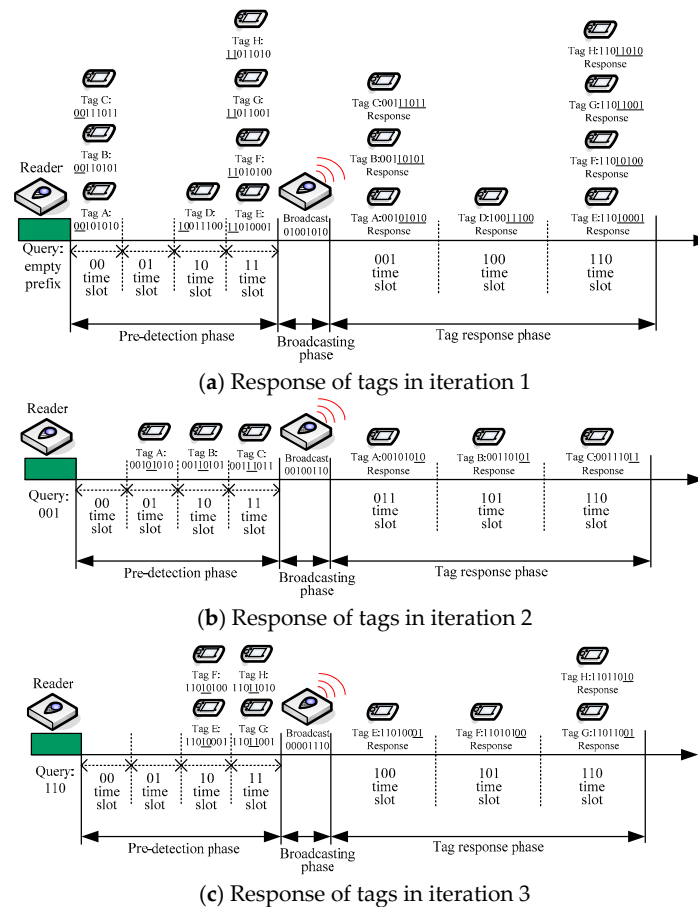 Tag H:
11011010
Tag H:11011010
Response
Tag C:
00111011
Tag G:
11011001
Tag C:00111011
Response
Tag G:11011001
Response
Tag B:
00110101
Tag F:
11010100
Tag B:00110101
Response
Tag F:11010100
Response
Reader
Tag A:
00101010
Tag D:
10011100
Tag E:
11010001
Broadcast
01001010
Tag A:00101010
Response
Tag D:10011100
Response
Tag E:11010001
Response
Query:
empty
prefix
00
time
slot
01
time
slot
10
time
slot
11
time
slot
001
time
slot
100
time
slot
110
time
slot
Pre-detection phase
Broadcasting
phase
Tag response phase
(a) Response of tags in iteration 1
Reader
Tag A:
00101010
Tag B:
00110101
Tag C:
00111011
Broadcast
00100110
Tag A:00101010
Response
Tag B:00110101
Response
Tag C:00111011
Response
Query:
001
00
time
slot
01
time
slot
10
time
slot
11
time
slot
011
time
slot
101
time
slot
110
time
slot
Pre-detection phase
Broadcasting
phase
Tag response phase
(b) Response of tags in iteration 2
Reader
Tag F:
11010100
Tag H:
11011010
Tag H:11011010
Response
Tag E:
11010001
Tag G:
11011001
Broadcast
00001110
Tag E:11010001
Response
Tag F:11010100
Response
Tag G:11011001
Response
Query:
110
00
time
slot
01
time
slot
10
time
slot
11
time
slot
100
time
slot
101
time
slot
110
time
slot
Pre-detection phase
Broadcasting
phase
Tag response phase
(c) Response of tags in iteration 3